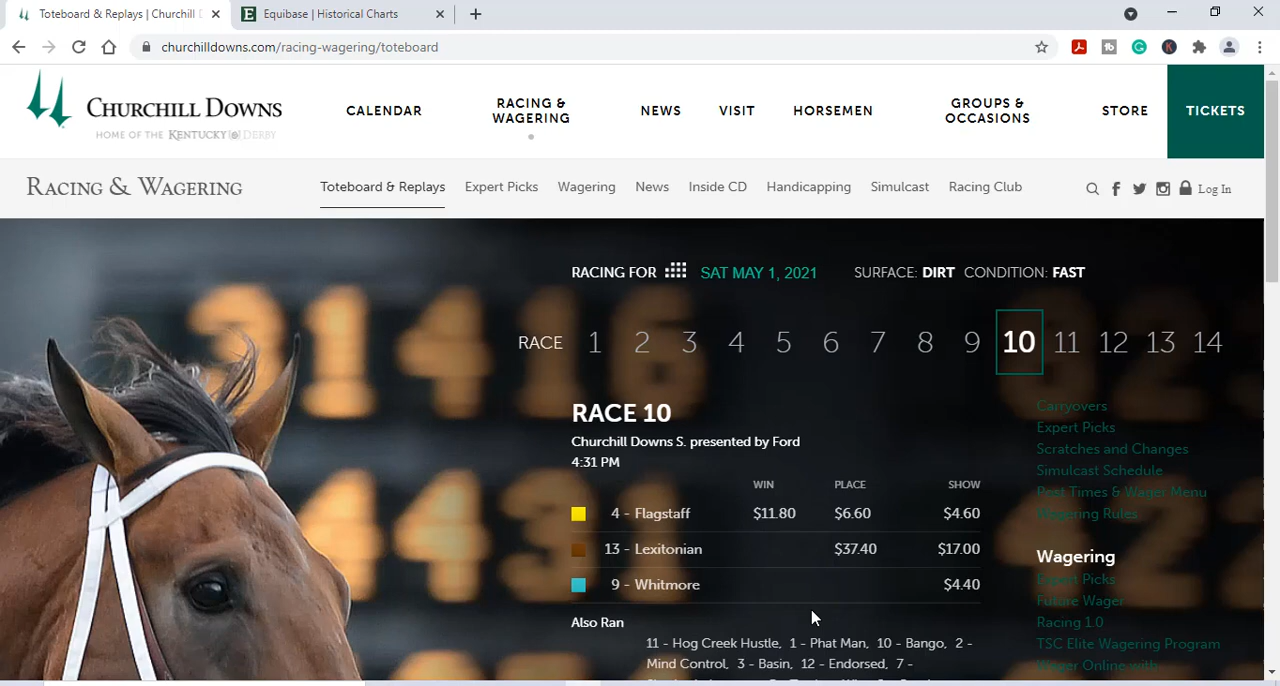 Toteboard & Replays | Churchill
Equibase | Historical Charts
churchilldowns.com/racing-wagering/toteboard
CHURCHILL DOWNS
HOME OF THE KENTUCKY DERBY
CALENDAR
RACING &
WAGERING
NEWS
VISIT
HORSEMEN
GROUPS &
OCCASIONS
STORE
TICKETS
RACING & WAGERING
Toteboard & Replays Expert Picks Wagering News Inside CD Handicapping Simulcast Racing Club Log In
RACING FOR SAT MAY 1, 2021 SURFACE: DIRT CONDITION: FAST
RACE 1 2 3 4 5 6 7 8 9 10 11 12 13 14
RACE 10
Churchill Downs S. presented by Ford
4:31 PM
WIN PLACE SHOW
4 - Flagstaff $11.80 $6.60 $4.60
13 - Lexitonian $37.40 $17.00
9 - Whitmore $4.40
Also Ran
11 - Hog Creek Hustle, 1 - Phat Man, 10 - Bango, 2 -
Mind Control, 3 - Basin, 12 - Endorsed, 7 -
Carryovers
Expert Picks
Scratches and Changes
Simulcast Schedule
Post Times & Wager Menu
Wagering Rules
Wagering
Expert Picks
Future Wager
Racing 1.0
TSC Elite Wagering Program
Wager Online with
31416
4431